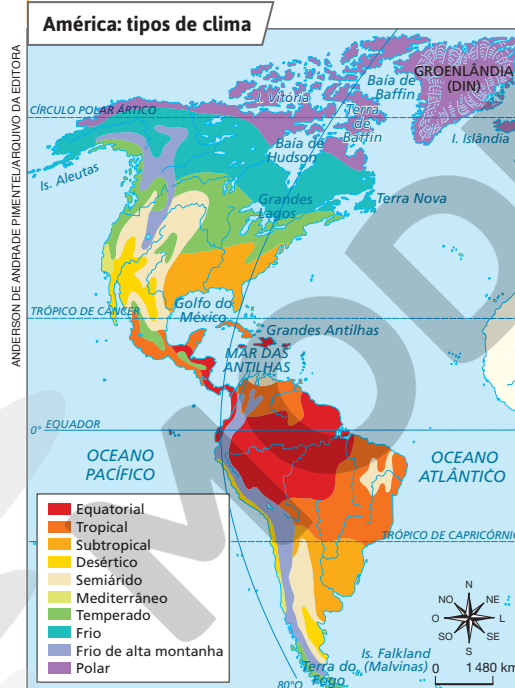 América: tipos de clima
ANDERSON DE ANDRADE PIMENTEL/ARQUIVO DA EDITORA
GROENLÂNDIA
(DIN)
Baía de
Baffin
I. Vitória
Terra
de
Baffin
CÍRCULO POLAR ÁRTICO
I. Islândia
Baía de
Hudson
Is. Aleutas
Grandes
Lagos
Terra Nova
Golfo do
México
TRÓPICO DE CÂNCER
Grandes Antilhas
MAR DAS
ANTILHAS
0° EQUADOR
OCEANO
PACÍFICO
OCEANO
ATLÂNTICO
TRÓPICO DE CAPRICÓRNIO
Equatorial
Tropical
Subtropical
Desértico
Semiárido
Mediterrâneo
Temperado
Frio
Frio de alta montanha
Polar
N
NO NE
O L
SO SE
S
Is. Falkland
(Malvinas)
Terra do
Fogo
80°O
0 1 480 km
MOD